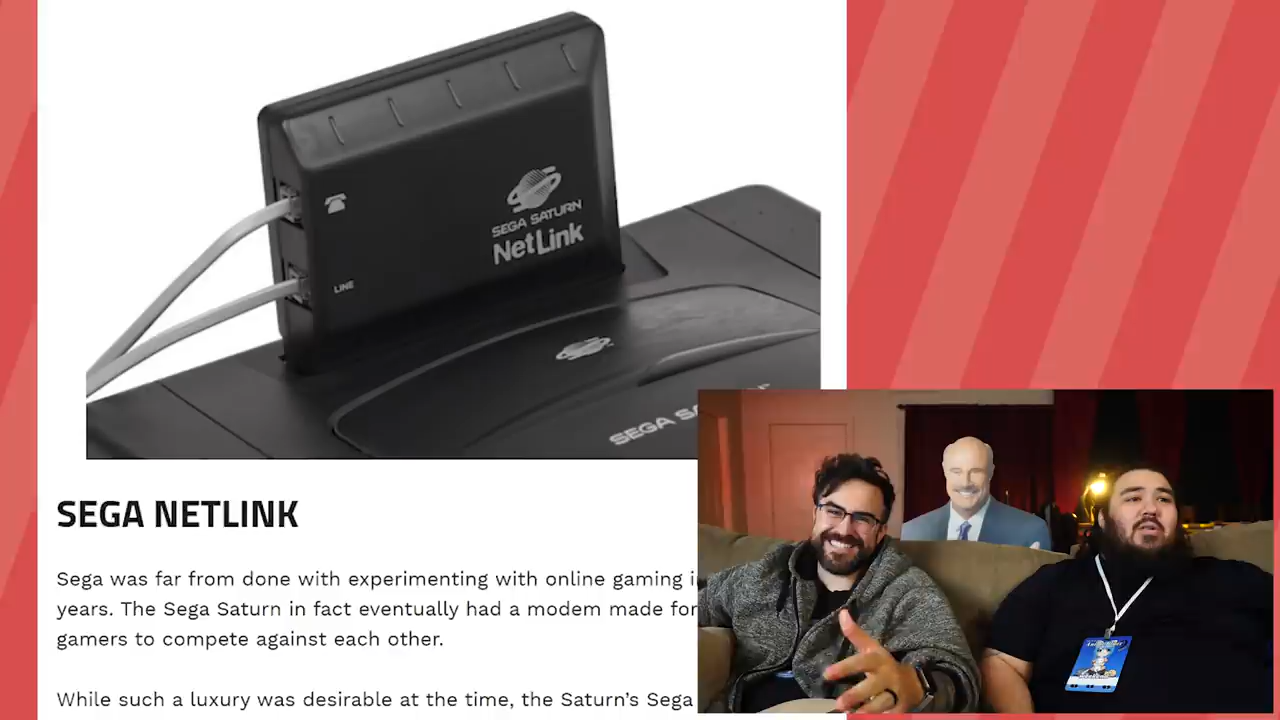 SEGA SATURN
NetLink
LINE
SEGA
SEGA NETLINK
Sega was far from done with experimenting with online gaming
years. The Sega Saturn in fact eventually had a modem made for
gamers to compete against each other.
While such a luxury was desirable at the time, the Saturn's Sega